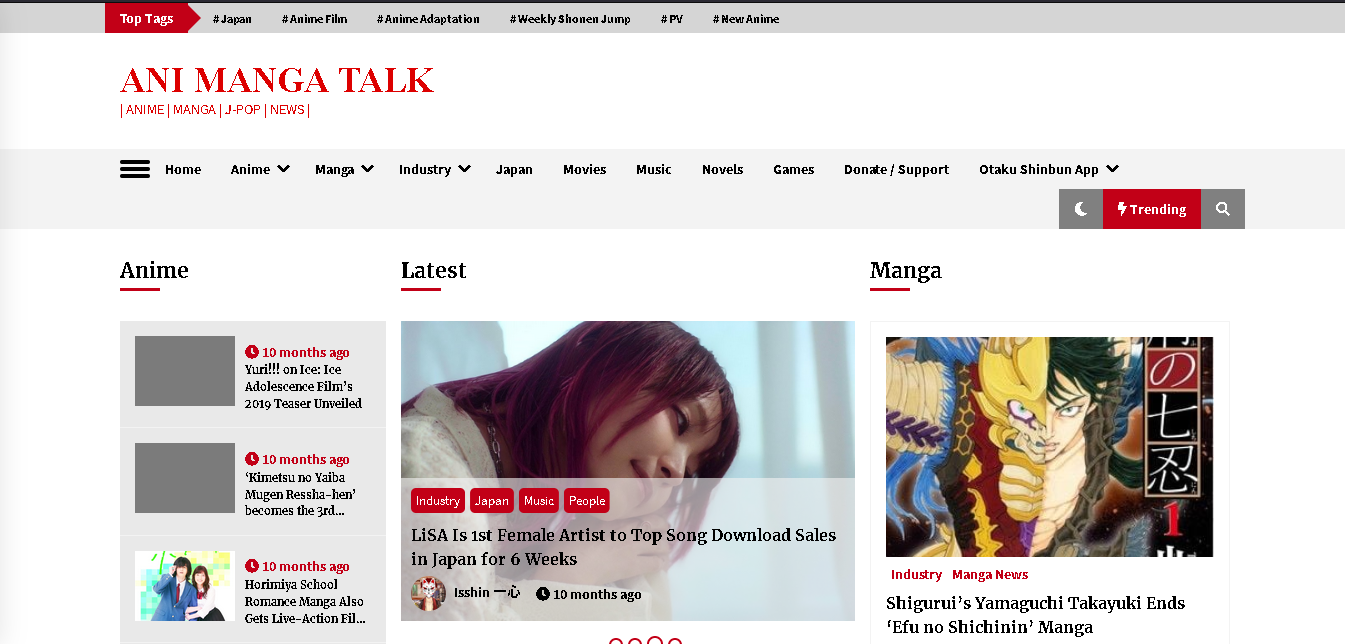 Top Tags # Japan # Anime Film # Anime Adaptation # Weekly Shonen Jump # PV # New Anime
ANI MANGA TALK
| ANIME | MANGA | J-POP | NEWS |
Home Anime Manga Industry Japan Movies Music Novels Games Donate / Support Otaku Shinbun App
Trending
Anime
10 months ago
Yuri!!! on Ice: Ice
Adolescence Film's
2019 Teaser Unveiled
10 months ago
‘Kimetsu no Yaiba
Mugen Ressha-hen’
becomes the 3rd...
10 months ago
Horimiya School
Romance Manga Also
Gets Live-Action Fil...
Latest
Industry Japan Music People
LiSA Is 1st Female Artist to Top Song Download Sales
in Japan for 6 Weeks
Isshin 一心 10 months ago
Manga
の七忍
1
Industry Manga News
Shigurui’s Yamaguchi Takayuki Ends
‘Efu no Shichinin’ Manga